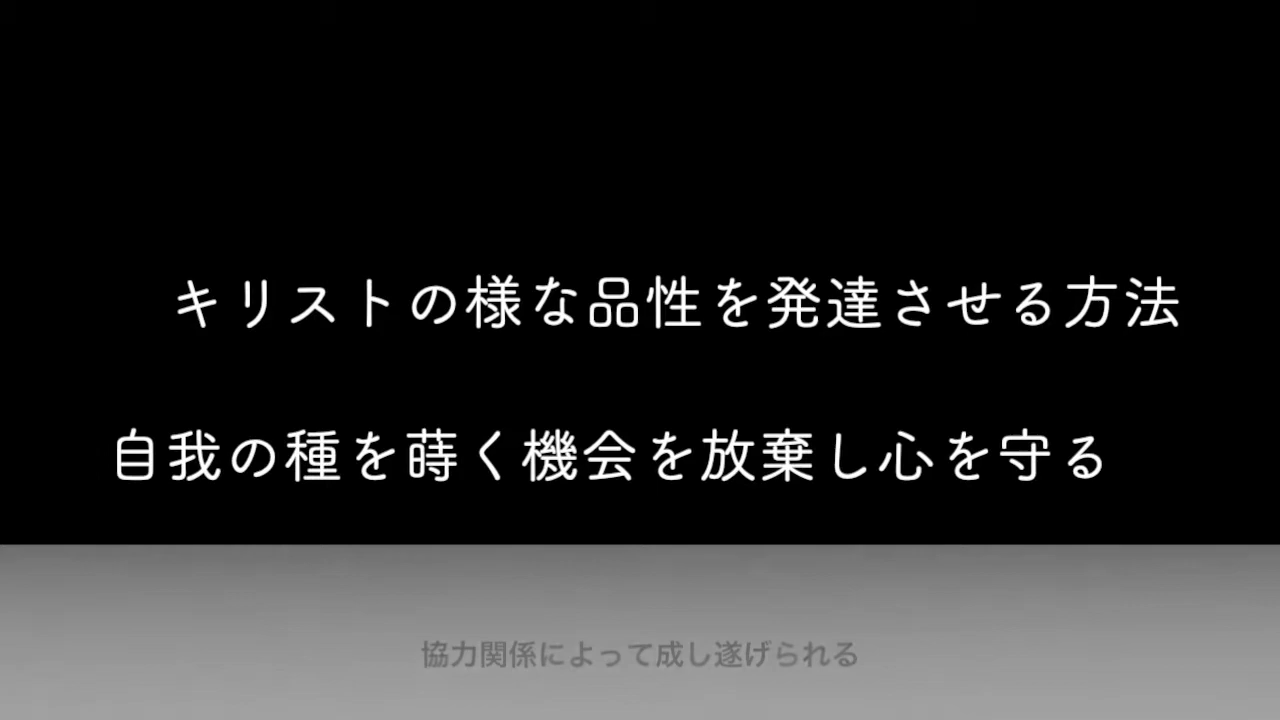 キリストの様な品性を発達させる方法
自我の種を蒔く機会を放棄し心を守る
協力関係によって成し遂げられる